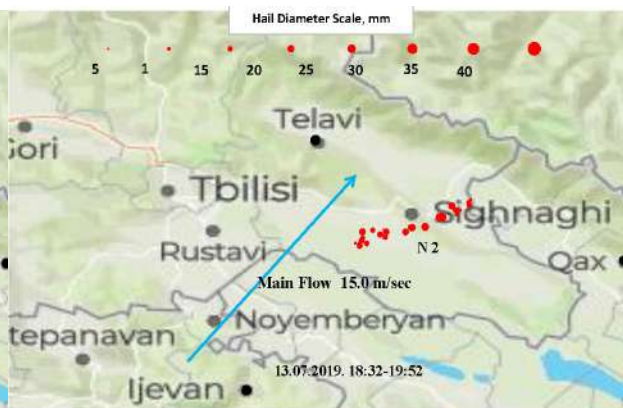 Hail Diameter Scale, mm
5 1 15 20 25 30 35 40
Telavi
Gori
Tbilisi
Sighnaghi
Rustavi
N 2
Qax
Main Flow 15.0 m/sec
Noyemberyan
tepanavan
13.07.2019. 18:32-19:52
Ijevan